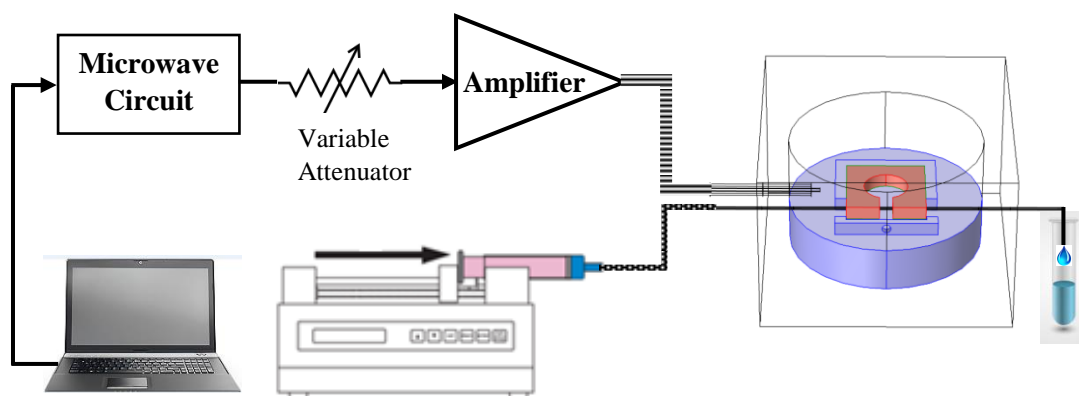 Microwave
Circuit
Amplifier
Variable
Attenuator